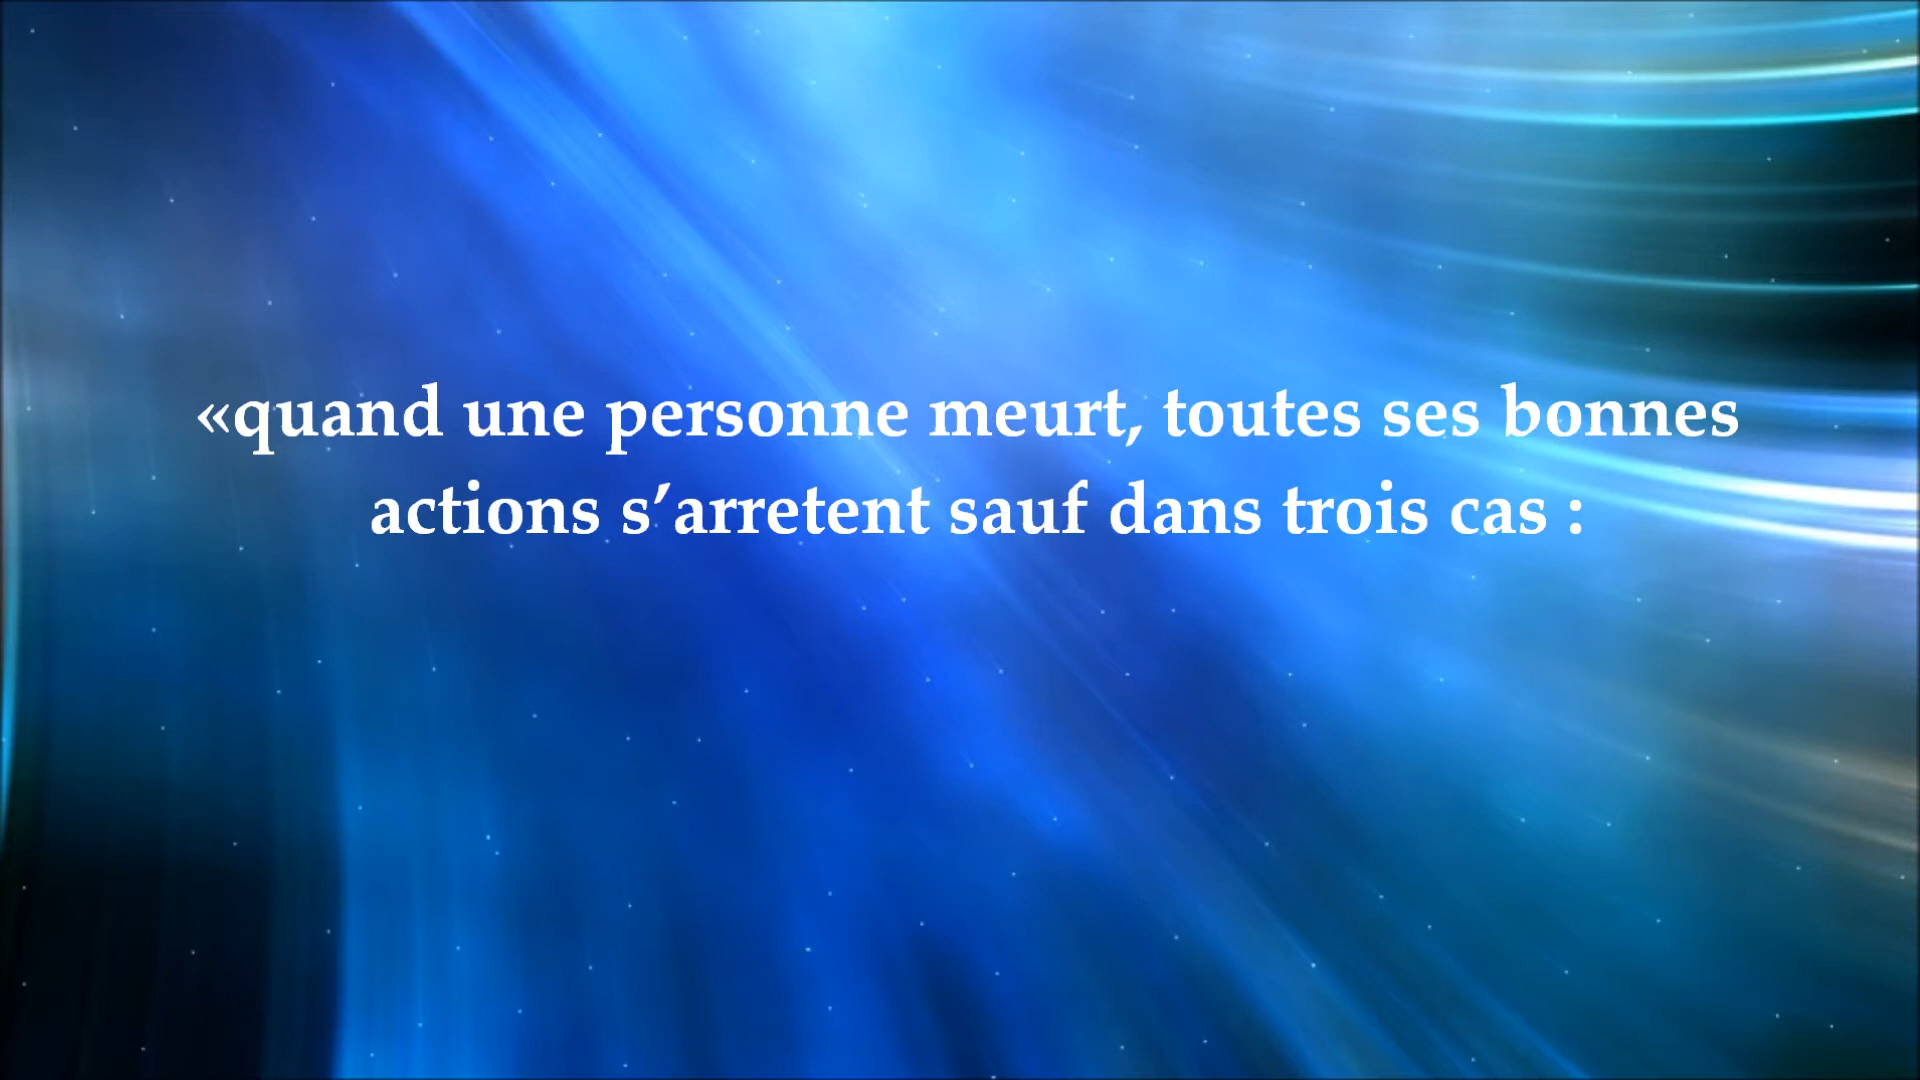 «quand une personne meurt, toutes ses bonnes
actions s’arretent sauf dans trois cas :